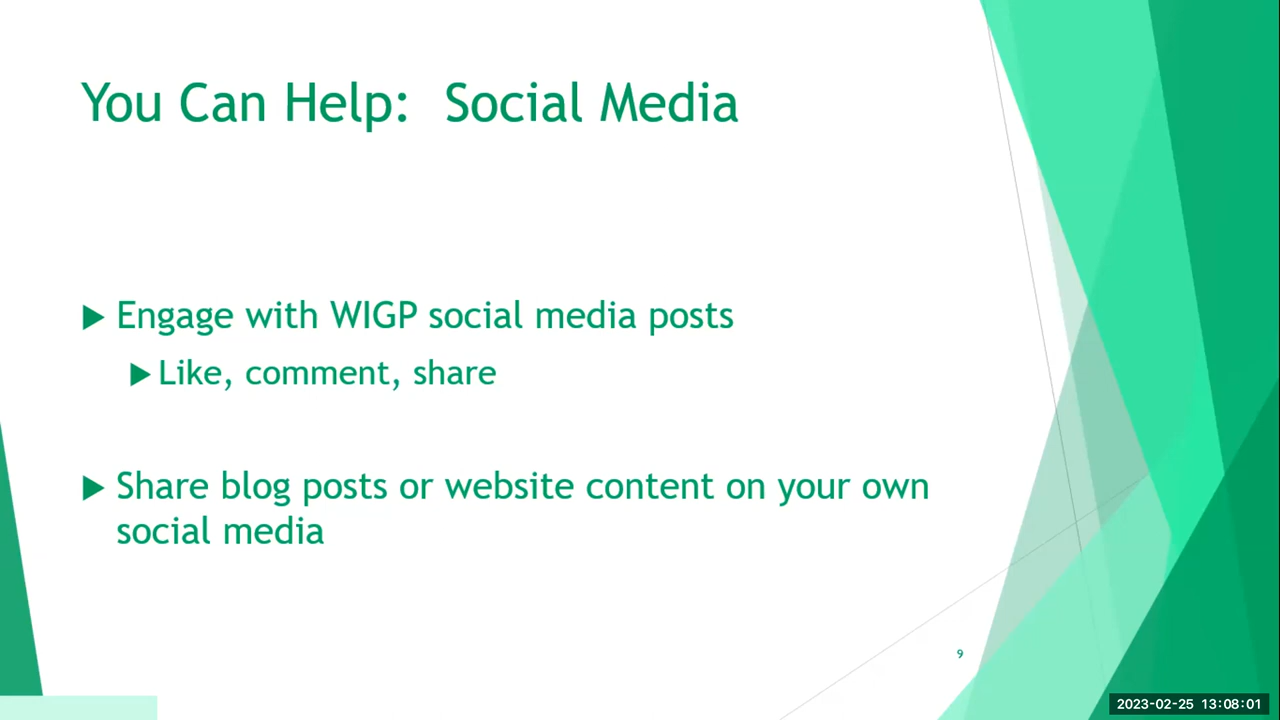 You Can Help:  Social Media
Engage with WIGP social media posts
Like, comment, share
Share blog posts or website content on your own
social media
9
2023-02-25 13:08:01